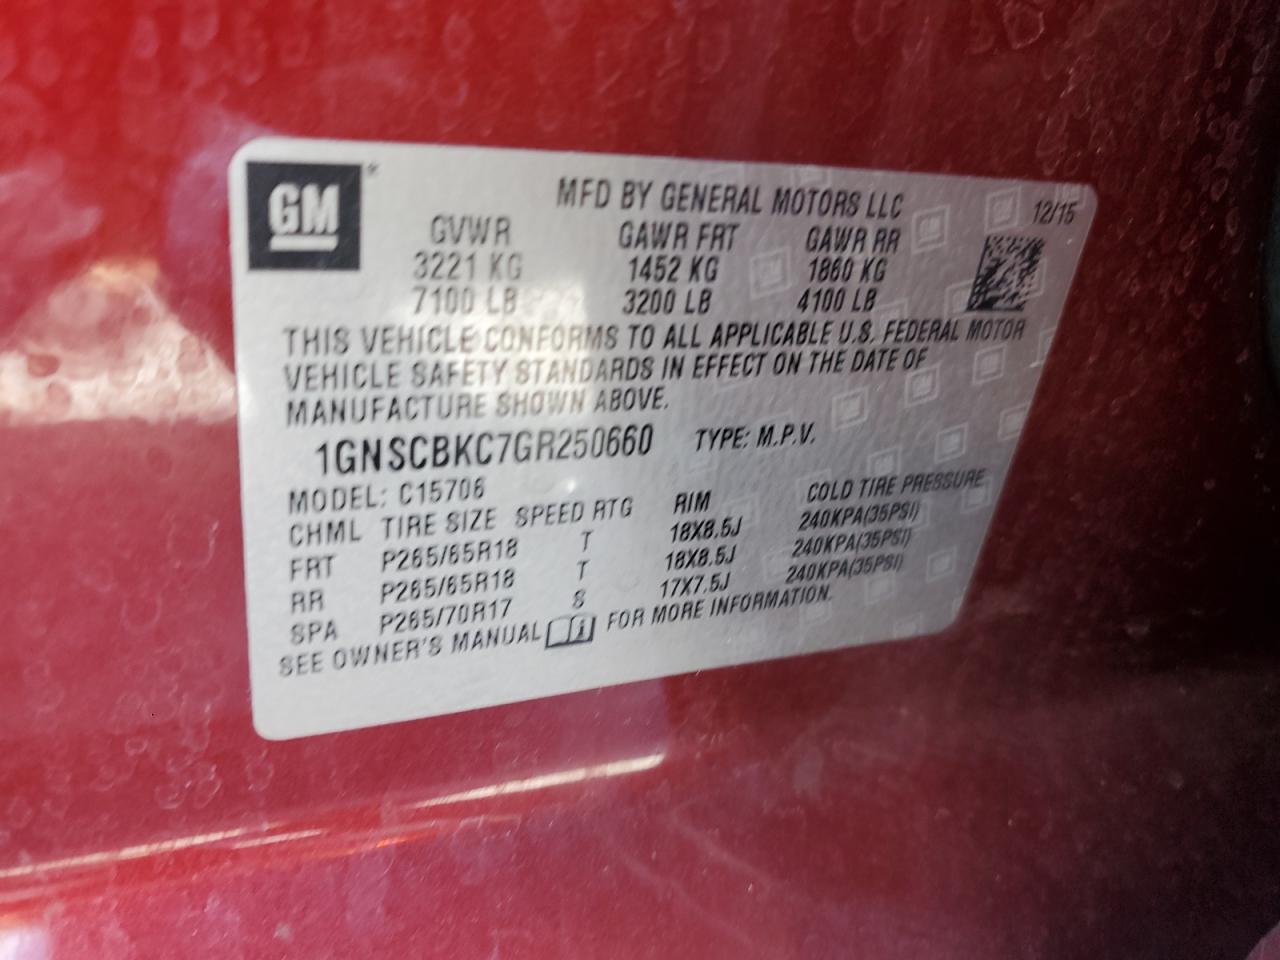 GM
MFD BY GENERAL MOTORS LLC 12/15
GVWR GAWR FRT GAWR RR
3221 KG 1452 KG 1860 KG
7100 LB 3200 LB 4100 LB
THIS VEHICLE CONFORMS TO ALL APPLICABLE U.S. FEDERAL MOTOR
VEHICLE SAFETY STANDARDS IN EFFECT ON THE DATE OF
MANUFACTURE SHOWN ABOVE.
1GNSCBKC7GR250660 TYPE: M.P.V.
MODEL: C15706
CHML TIRE SIZE SPEED RTG RIM COLD TIRE PRESSURE
FRT P265/65R18 T 18X8.5J 240KPA(35PSI)
RR P265/65R18 T 18X8.5J 240KPA(35PSI)
SPA P265/70R17 S 17X7.5J 240KPA(35PSI)
SEE OWNER'S MANUAL FOR MORE INFORMATION.